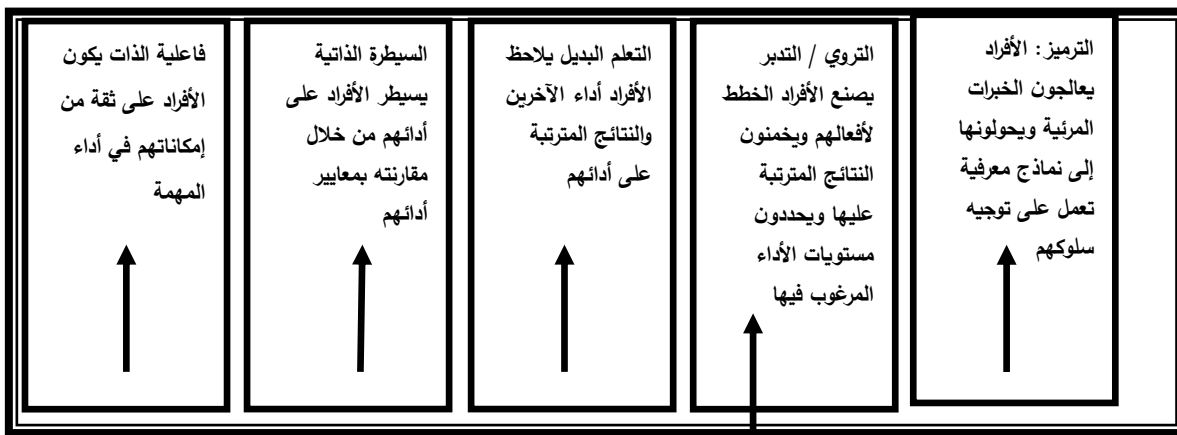 الترميز: الأفراد
يعالجون الخبرات
المرئية ويحولونها
إلى نماذج معرفية
تعمل على توجيه
سلوكهم
التروي / التدبر
يصنع الأفراد الخطط
لأفعالهم ويخمنون
النتائج المترتبة
عليها ويحددون
مستويات الأداء
المرغوب فيها
التعلم البديل يلاحظ
الأفراد أداء الآخرين
والنتائج المترتبة
على أدائهم
السيطرة الذاتية
يسيطر الأفراد على
أدائهم من خلال
مقارنته بمعايير
أدائهم
فاعلية الذات يكون
الأفراد على ثقة من
إمكاناتهم في أداء
المهمة